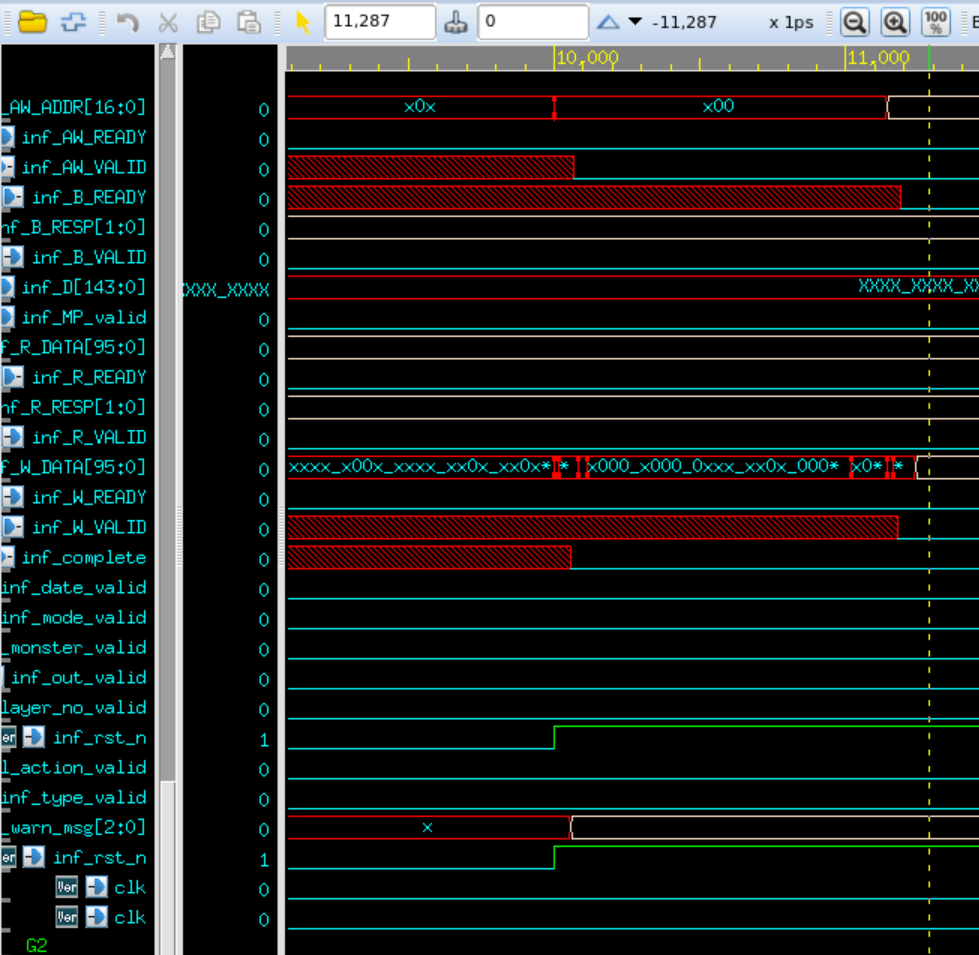 11,287 0 -11,287 x 1ps 100 %
10,000 11,000
_AW_ADDR[16:0] 0 x0x x00
inf_AW_READY 0
inf_AW_VALID 0
inf_B_READY 0
nf_B_RESP[1:0] 0
inf_B_VALID 0
inf_D[143:0] XXX_XXXX XXXX_XXXX_XX
inf_MP_valid 0
f_R_DATA[95:0] 0
inf_R_READY 0
nf_R_RESP[1:0] 0
inf_R_VALID 0
f_W_DATA[95:0] 0 xxxx_x00x_xxxx_xx0x_xx0x* * x000_x000_0xxx_xx0x_000* x0* *
inf_W_READY 0
inf_W_VALID 0
inf_complete 0
inf_date_valid 0
inf_mode_valid 0
_monster_valid 0
inf_out_valid 0
layer_no_valid 0
er inf_rst_n 1
l_action_valid 0
inf_type_valid 0
_warn_msg[2:0] 0 x
er inf_rst_n 1
Ver clk 0
Ver clk 0
G2